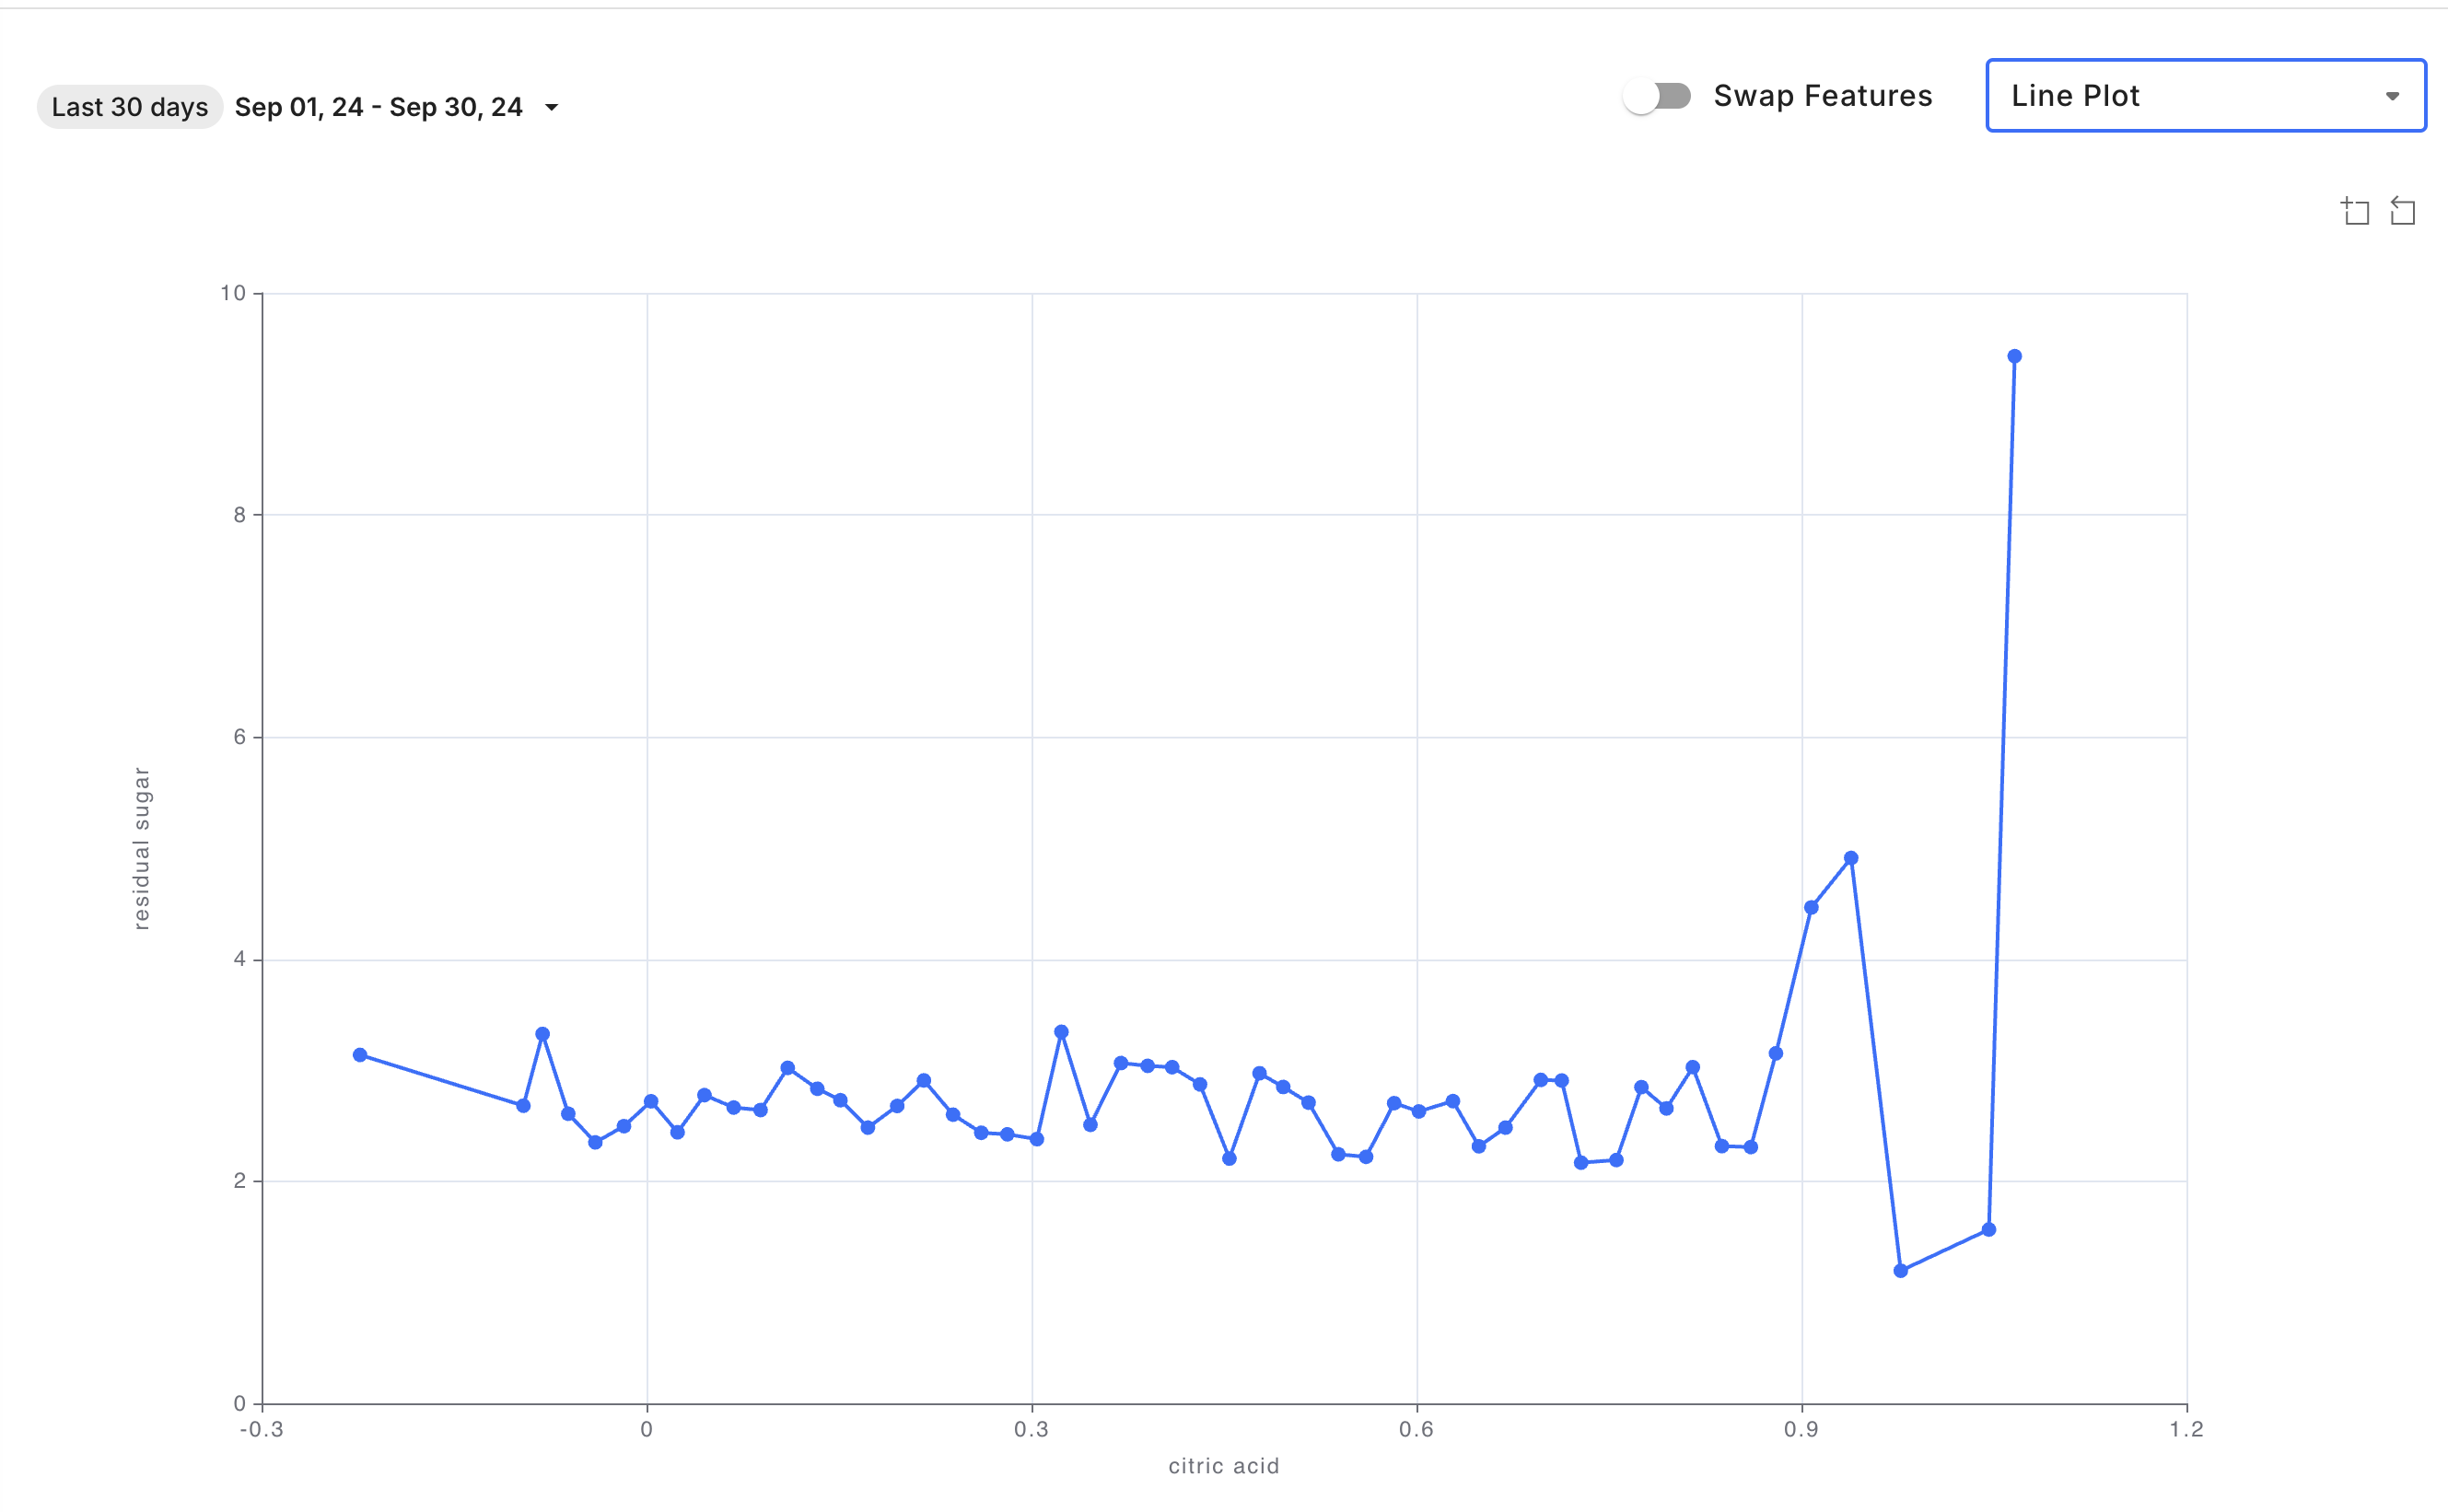 Last 30 days Sep 01, 24 - Sep 30, 24
Swap Features
Line Plot
10
8
6
4
2
0
residual sugar
-0.3 0 0.3 0.6 0.9 1.2
citric acid